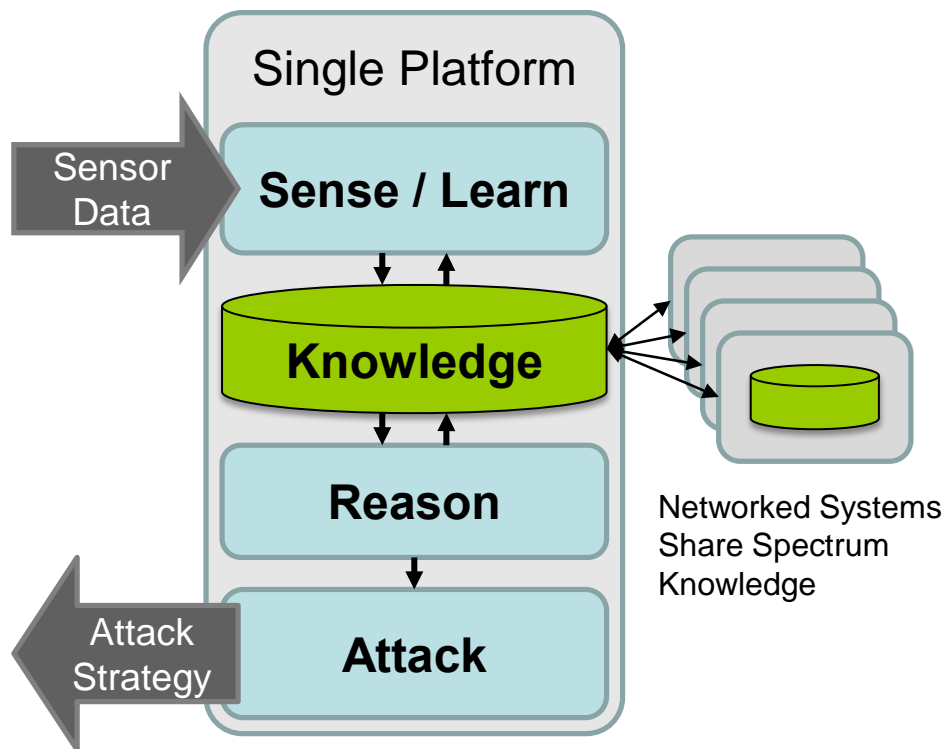 Single Platform
Sensor
Data
Sense / Learn
Knowledge
Reason
Networked Systems
Share Spectrum
Knowledge
Attack
Strategy
Attack